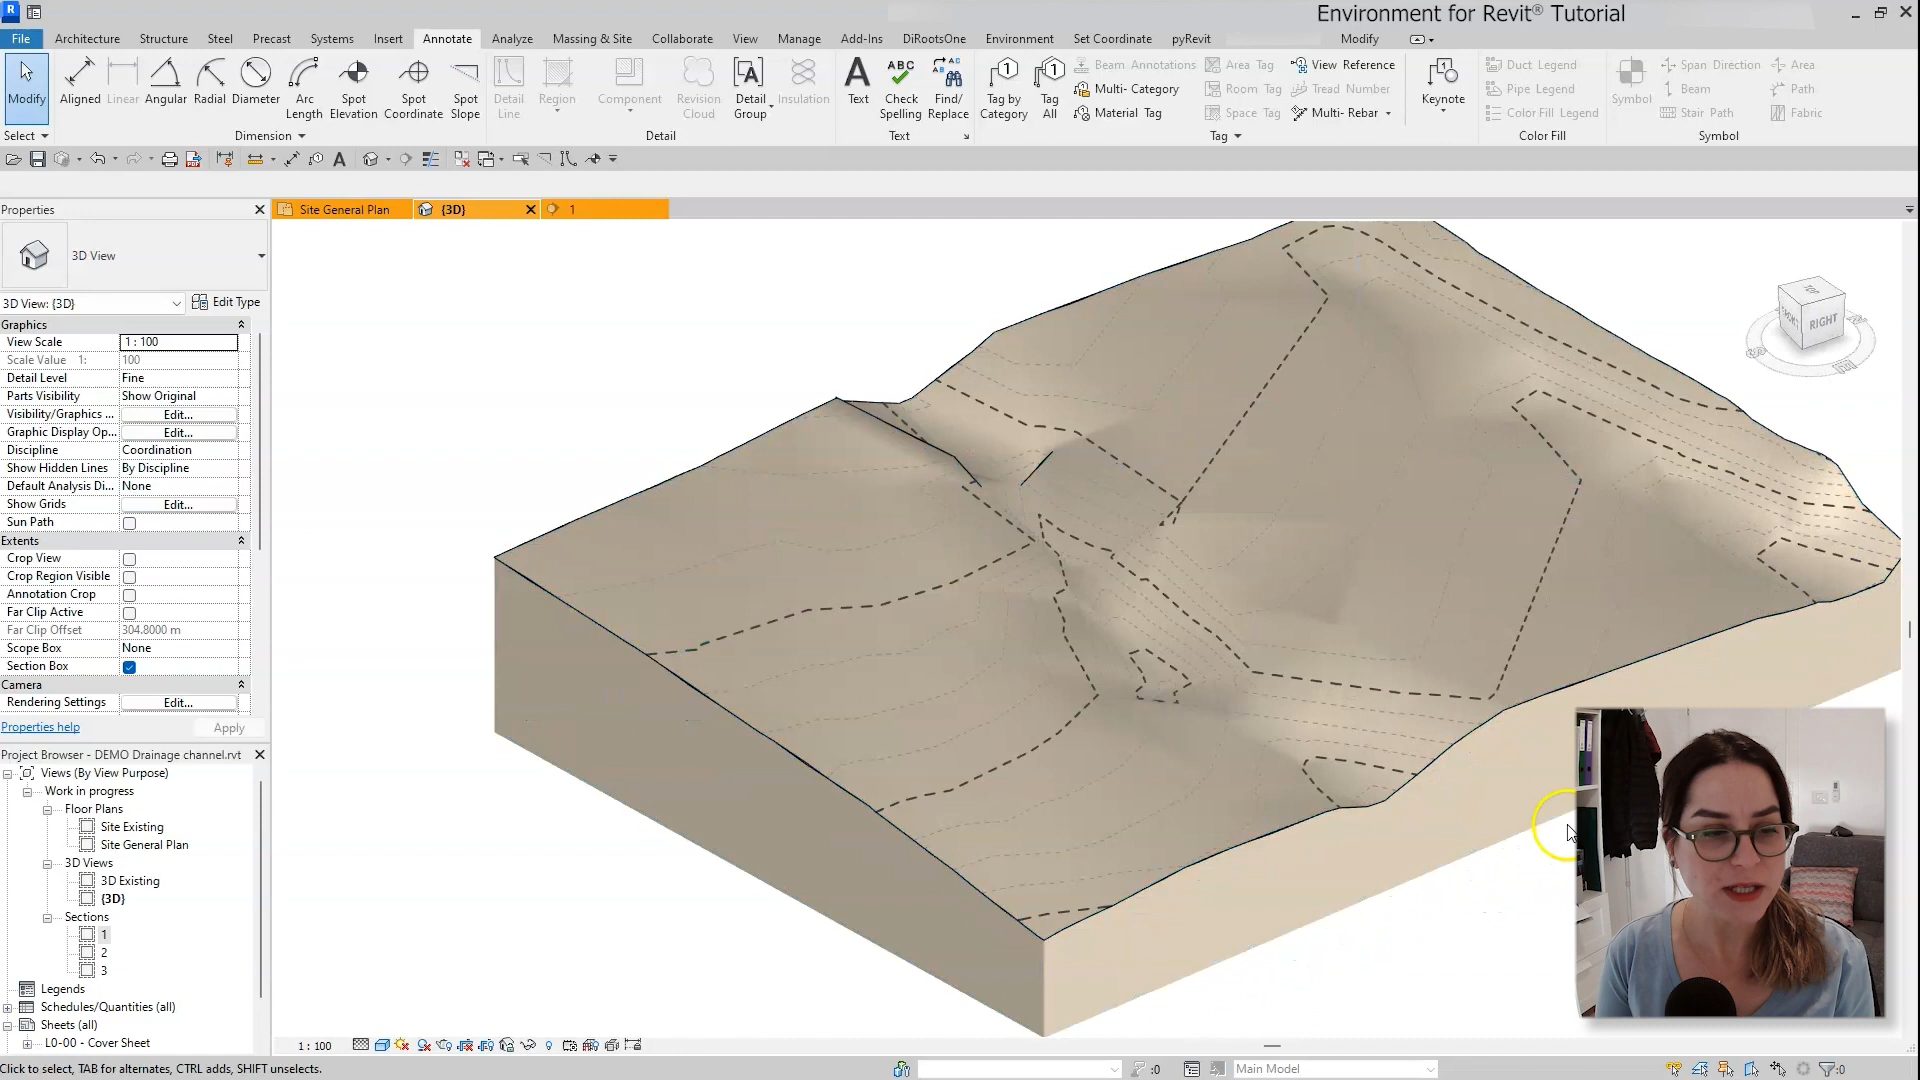 Environment for Revit® Tutorial
File Architecture Structure Steel Precast Systems Insert Annotate Analyze Massing & Site Collaborate View Manage Add-Ins DiRootsOne Environment Set Coordinate pyRevit Modify
Modify Aligned Linear Angular Radial Diameter Arc Length Spot Elevation Spot Coordinate Spot Slope
Detail Line Region Component Revision Cloud Detail Group Insulation
A Text ABC Check Spelling Find/ Replace
Tag by Category Tag All Beam Annotations Multi- Category Material Tag Area Tag Room Tag Space Tag View Reference Tread Number Multi- Rebar
Keynote
Duct Legend
Pipe Legend
Color Fill Legend
Symbol Span Direction Beam Stair Path Area Path Fabric
Select Dimension Detail Text Tag Color Fill Symbol
Properties
Site General Plan {3D} 1
3D View
3D View: {3D} Edit Type
Graphics
View Scale 1 : 100
Scale Value 1: 100
Detail Level Fine
Parts Visibility Show Original
Visibility/Graphics ... Edit...
Graphic Display Op... Edit...
Discipline Coordination
Show Hidden Lines By Discipline
Default Analysis Di... None
Show Grids Edit...
Sun Path
Extents
Crop View
Crop Region Visible
Annotation Crop
Far Clip Active
Far Clip Offset 304.8000 m
Scope Box None
Section Box
Camera
Rendering Settings Edit...
Properties help Apply
Project Browser - DEMO Drainage channel.rvt
Views (By View Purpose)
Work in progress
Floor Plans
Site Existing
Site General Plan
3D Views
3D Existing
{3D}
Sections
1
2
3
Legends
Schedules/Quantities (all)
Sheets (all)
L0-00 - Cover Sheet
TOP
RIGHT
1 : 100
Click to select, TAB for alternates, CTRL adds, SHIFT unselects.
:0
Main Model
:0